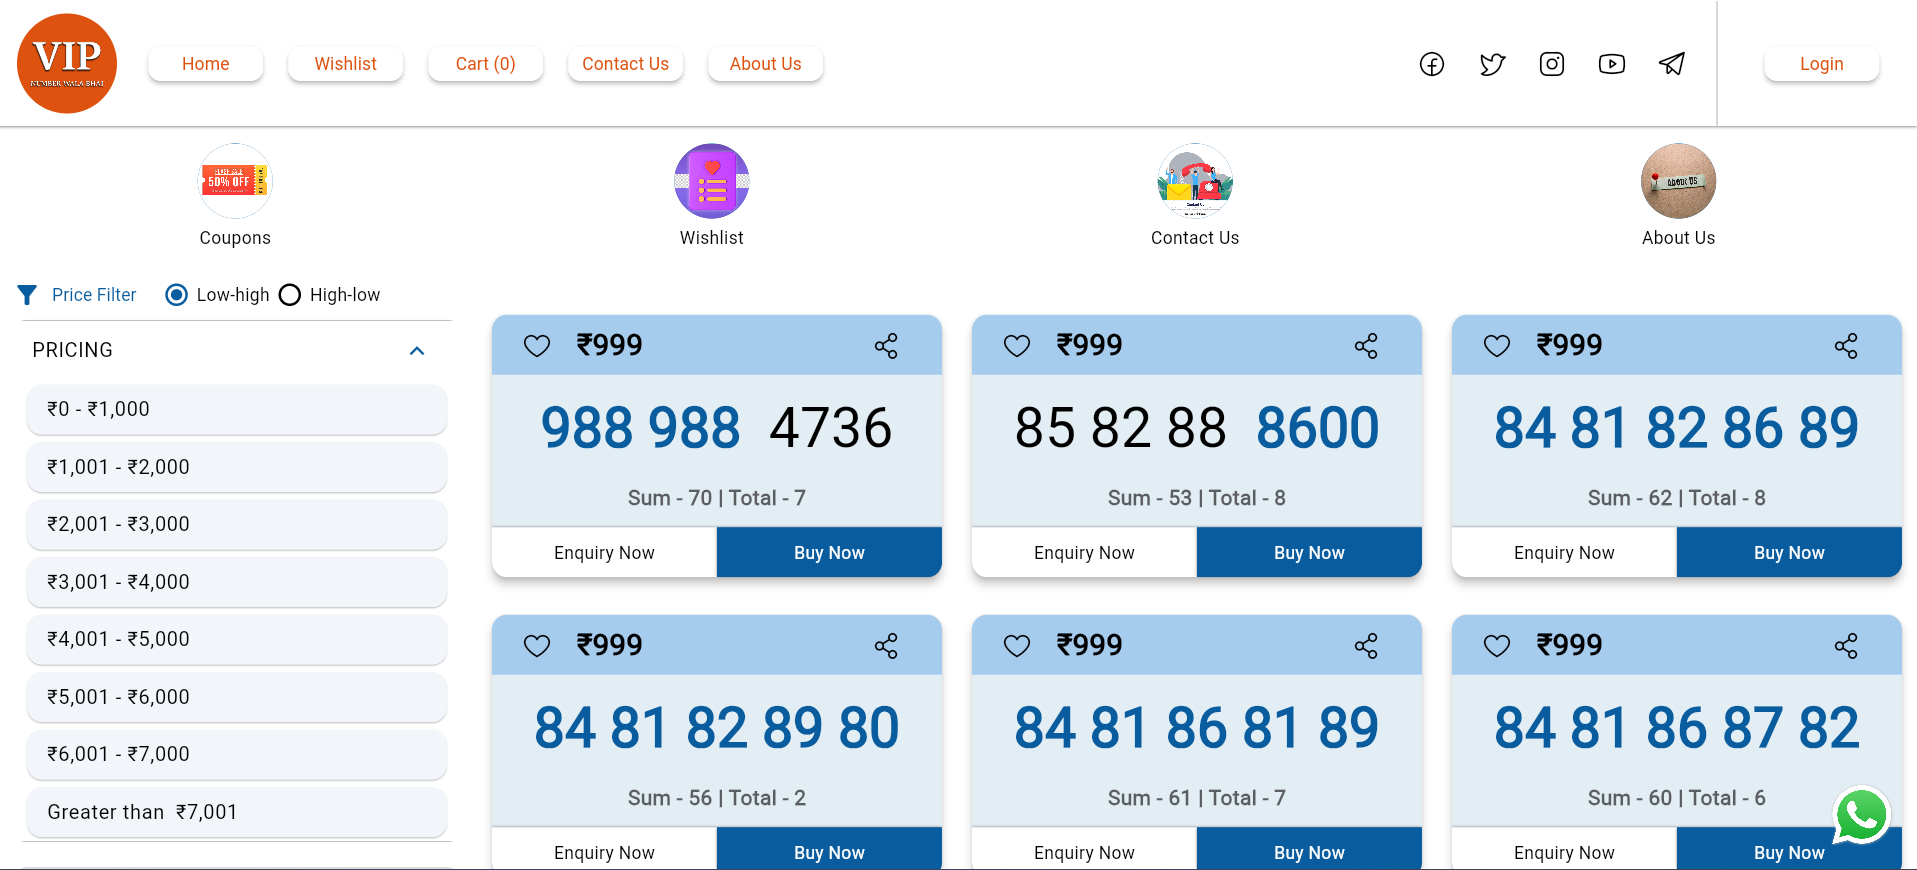 VIP
NUMBER WALA BHAI
Home
Wishlist
Cart (0)
Contact Us
About Us
Login
50% OFF
Coupons
Wishlist
Contact Us
ABOUT US
About Us
Price Filter
Low-high
High-low
PRICING
₹0 - ₹1,000
₹1,001 - ₹2,000
₹2,001 - ₹3,000
₹3,001 - ₹4,000
₹4,001 - ₹5,000
₹5,001 - ₹6,000
₹6,001 - ₹7,000
Greater than ₹7,001
₹999
988 988 4736
Sum - 70 | Total - 7
Enquiry Now
Buy Now
₹999
85 82 88 8600
Sum - 53 | Total - 8
Enquiry Now
Buy Now
₹999
84 81 82 86 89
Sum - 62 | Total - 8
Enquiry Now
Buy Now
₹999
84 81 82 89 80
Sum - 56 | Total - 2
Enquiry Now
Buy Now
₹999
84 81 86 81 89
Sum - 61 | Total - 7
Enquiry Now
Buy Now
₹999
84 81 86 87 82
Sum - 60 | Total - 6
Enquiry Now
Buy Now